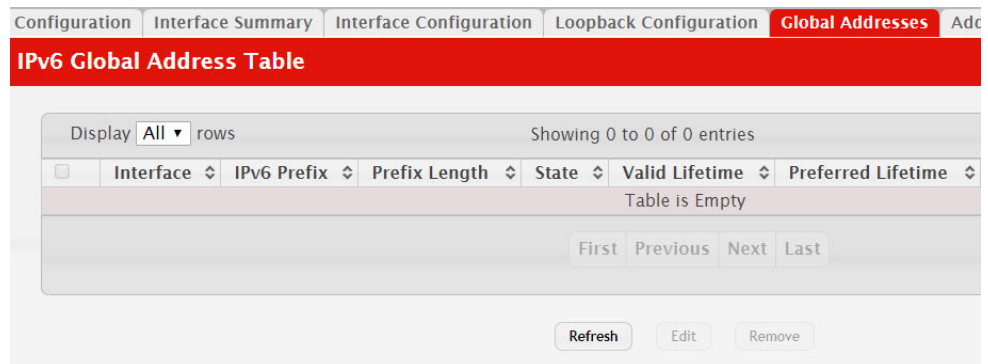 Configuration Interface Summary Interface Configuration Loopback Configuration Global Addresses Add
IPv6 Global Address Table
Display All rows Showing 0 to 0 of 0 entries
Interface IPv6 Prefix Prefix Length State Valid Lifetime Preferred Lifetime
Table is Empty
First Previous Next Last
Refresh Edit Remove